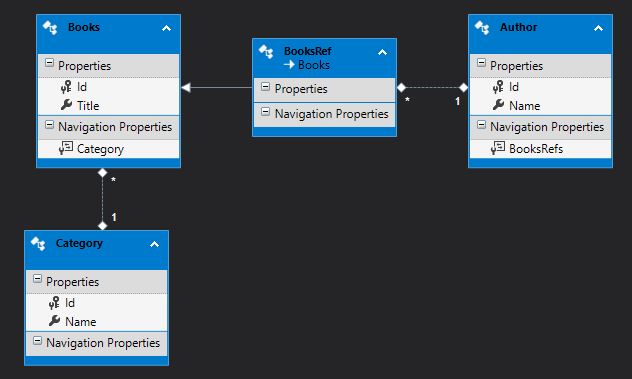 Books
Properties
Id
Title
Navigation Properties
Category
*
1
Category
Properties
Id
Name
Navigation Properties
BooksRef
Books
Properties
Navigation Properties
*
1
Author
Properties
Id
Name
Navigation Properties
BooksRefs